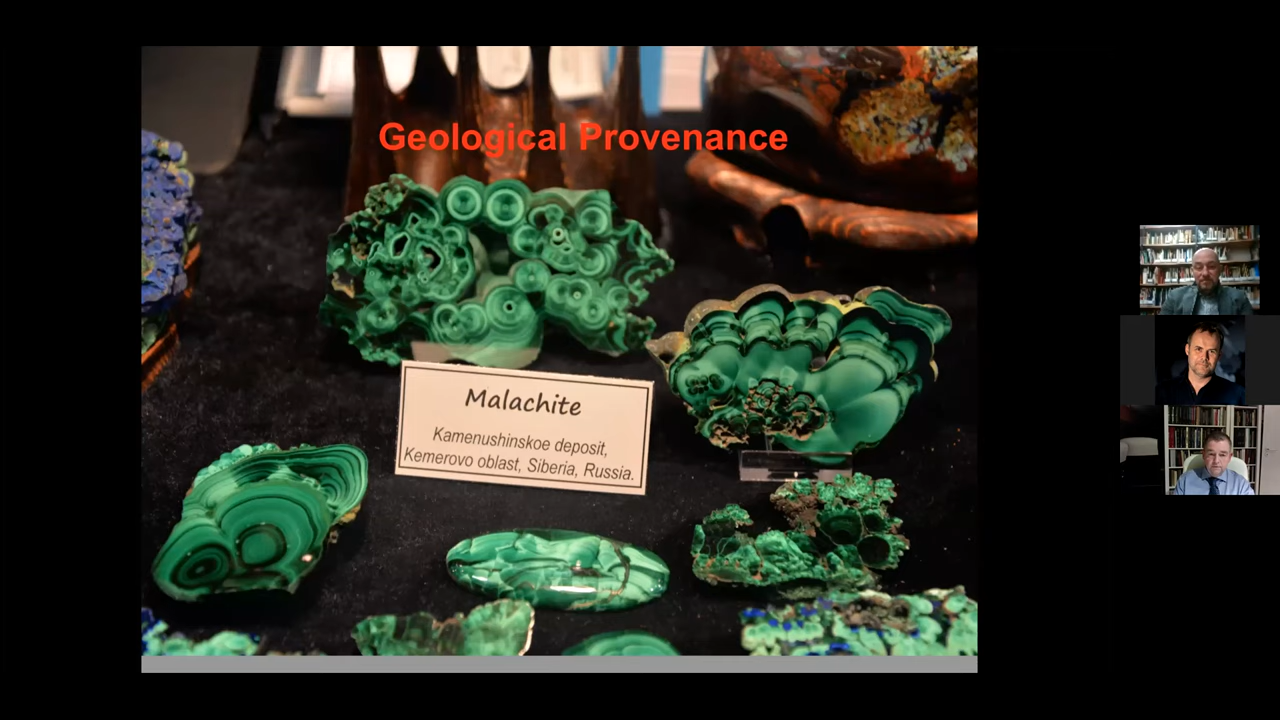 Geological Provenance
Malachite
Kamenushinskoe deposit,
Kemerovo oblast, Siberia, Russia.